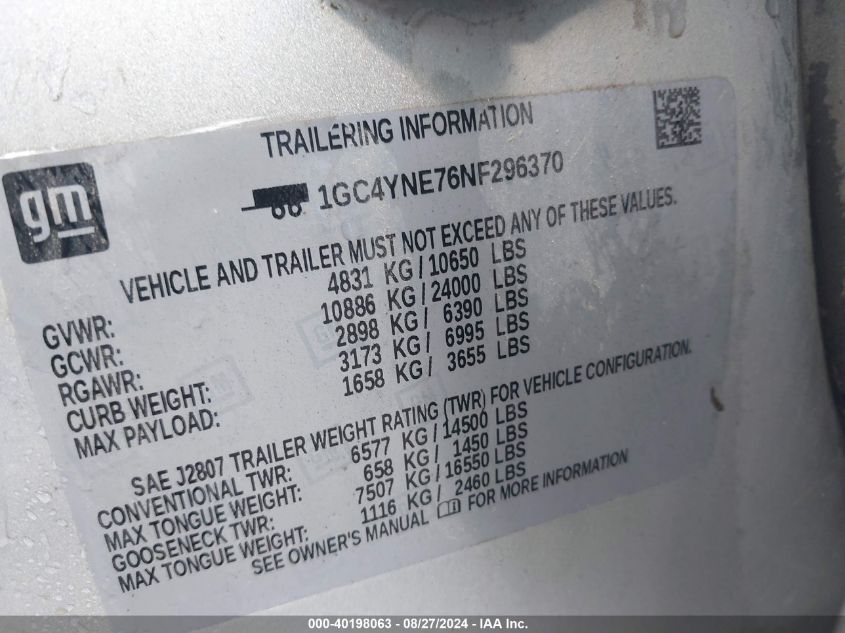 TRAILERING INFORMATION
gm
1GC4YNE76NF296370
VEHICLE AND TRAILER MUST NOT EXCEED ANY OF THESE VALUES.
GVWR: 4831 KG / 10650 LBS
GCWR: 10886 KG / 24000 LBS
RGAWR: 2898 KG / 6390 LBS
CURB WEIGHT: 3173 KG / 6995 LBS
MAX PAYLOAD: 1658 KG / 3655 LBS
SAE J2807 TRAILER WEIGHT RATING (TWR) FOR VEHICLE CONFIGURATION.
CONVENTIONAL TWR: 6577 KG / 14500 LBS
MAX TONGUE WEIGHT: 658 KG / 1450 LBS
GOOSENECK TWR: 7507 KG / 16550 LBS
MAX TONGUE WEIGHT: 1116 KG / 2460 LBS
SEE OWNER'S MANUAL FOR MORE INFORMATION
000-40198063 - 08/27/2024 - IAA Inc.